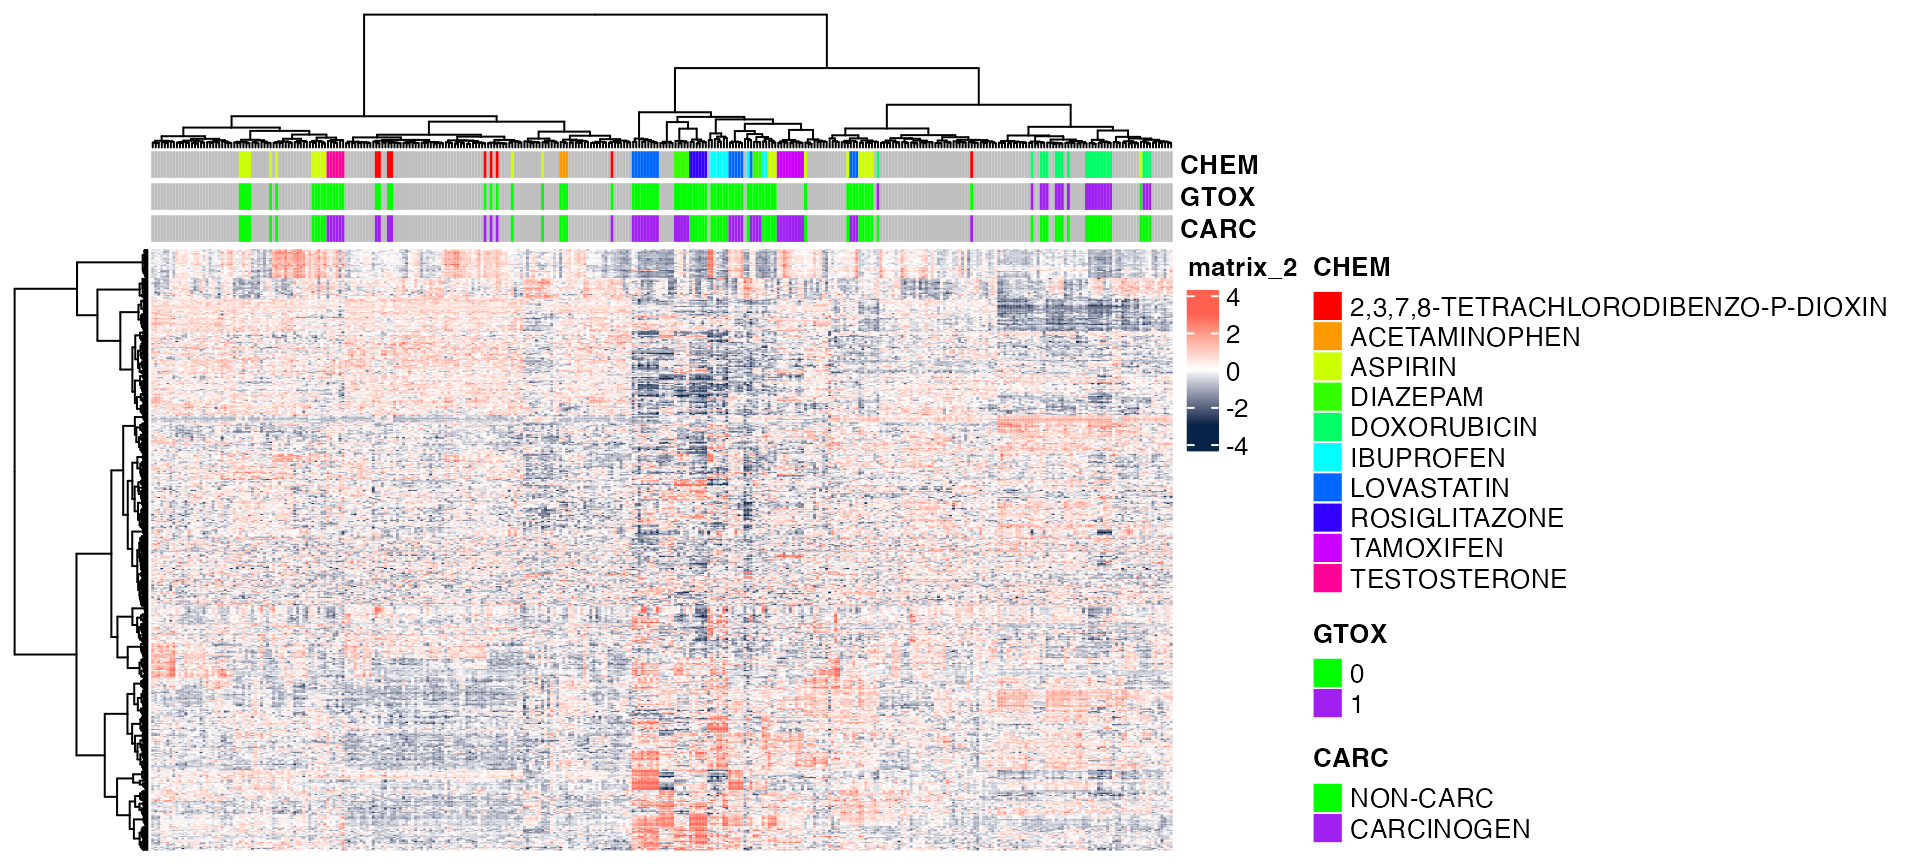 CHEM
GTOX
CARC
matrix_2
4
2
0
-2
-4
CHEM
2,3,7,8-TETRACHLORODIBENZO-P-DIOXIN
ACETAMINOPHEN
ASPIRIN
DIAZEPAM
DOXORUBICIN
IBUPROFEN
LOVASTATIN
ROSIGLITAZONE
TAMOXIFEN
TESTOSTERONE
GTOX
0
1
CARC
NON-CARC
CARCINOGEN